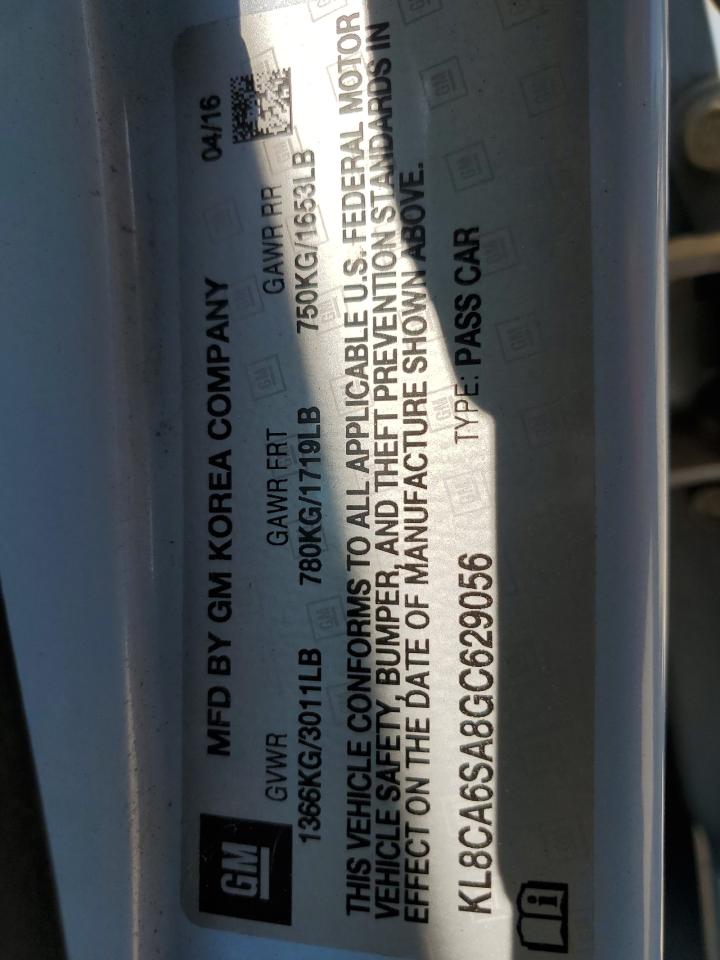 GM
MFD BY GM KOREA COMPANY 04/16
GVWR GAWR FRT GAWR RR
1366KG/3011LB 780KG/1719LB 750KG/1653LB
THIS VEHICLE CONFORMS TO ALL APPLICABLE U.S. FEDERAL MOTOR
VEHICLE SAFETY, BUMPER, AND THEFT PREVENTION STANDARDS IN
EFFECT ON THE DATE OF MANUFACTURE SHOWN ABOVE.
KL8CA6SA8GC629056 TYPE: PASS CAR